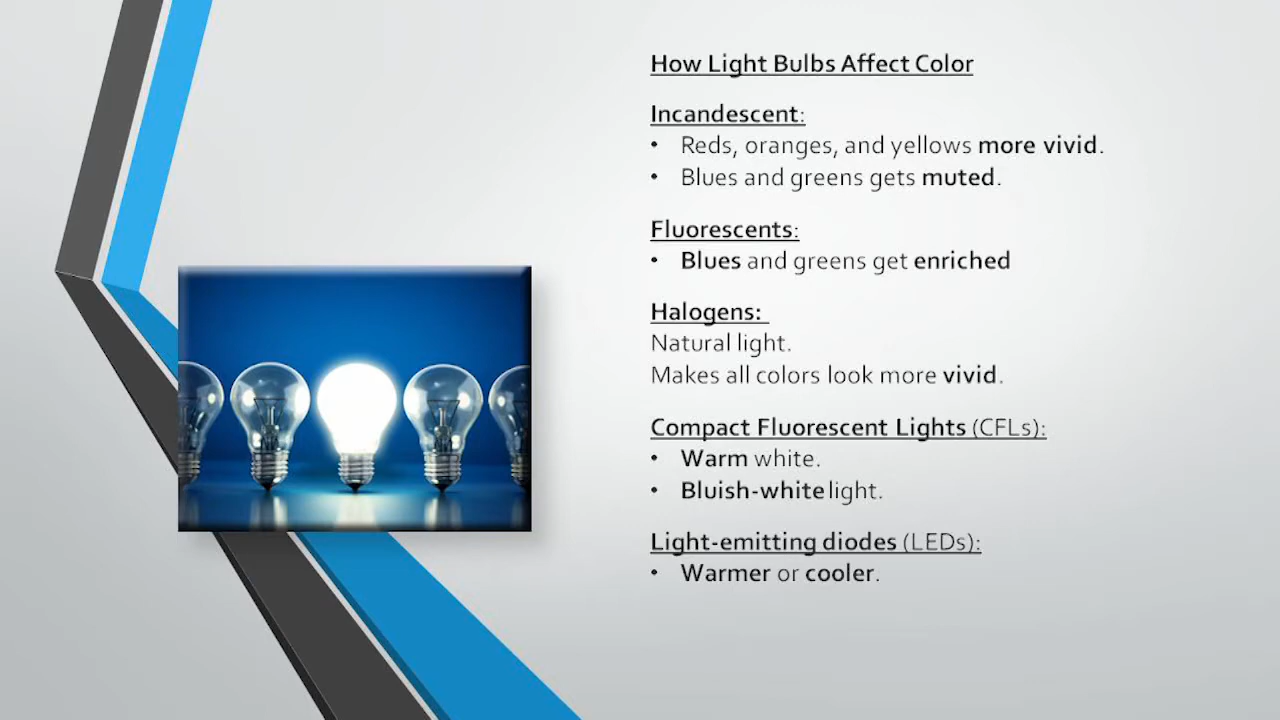 How Light Bulbs Affect Color
Incandescent:
• Reds, oranges, and yellows more vivid.
• Blues and greens gets muted.
Fluorescents:
• Blues and greens get enriched
Halogens:
Natural light.
Makes all colors look more vivid.
Compact Fluorescent Lights (CFLs):
• Warm white.
• Bluish-white light.
Light-emitting diodes (LEDs):
• Warmer or cooler.